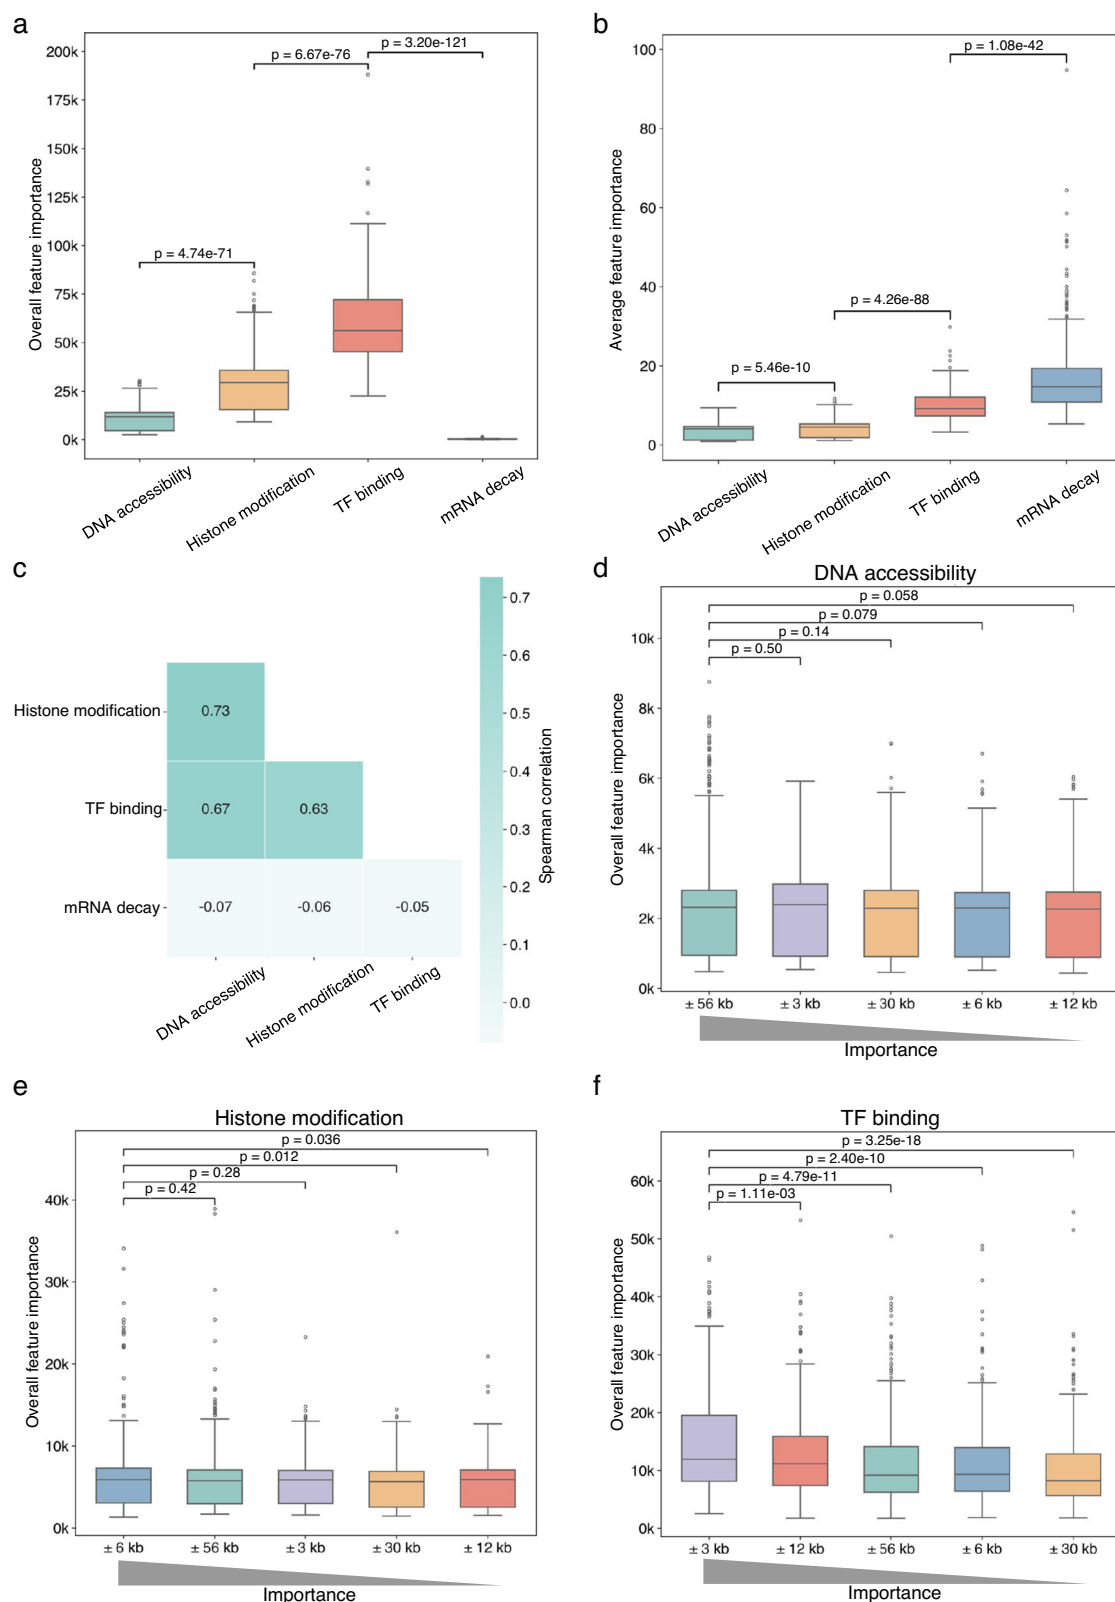 a
200k
175k
150k
125k
100k
75k
50k
25k
0k
Overall feature importance
p = 4.74e-71
p = 6.67e-76
p = 3.20e-121
DNA accessibility
Histone modification
TF binding
mRNA decay
b
100
80
60
40
20
0
Average feature importance
p = 5.46e-10
p = 4.26e-88
p = 1.08e-42
DNA accessibility
Histone modification
TF binding
mRNA decay
c
Histone modification
TF binding
mRNA decay
0.73
0.67 0.63
-0.07 -0.06 -0.05
DNA accessibility
Histone modification
TF binding
0.7
0.6
0.5
0.4
0.3
0.2
0.1
0.0
Spearman correlation
d
DNA accessibility
p = 0.058
p = 0.079
p = 0.14
p = 0.50
10k
8k
6k
4k
2k
0k
Overall feature importance
± 56 kb ± 3 kb ± 30 kb ± 6 kb ± 12 kb
Importance
e
Histone modification
p = 0.036
p = 0.012
p = 0.28
p = 0.42
40k
30k
20k
10k
0k
Overall feature importance
± 6 kb ± 56 kb ± 3 kb ± 30 kb ± 12 kb
Importance
f
TF binding
p = 3.25e-18
p = 2.40e-10
p = 4.79e-11
p = 1.11e-03
60k
50k
40k
30k
20k
10k
0k
Overall feature importance
± 3 kb ± 12 kb ± 56 kb ± 6 kb ± 30 kb
Importance